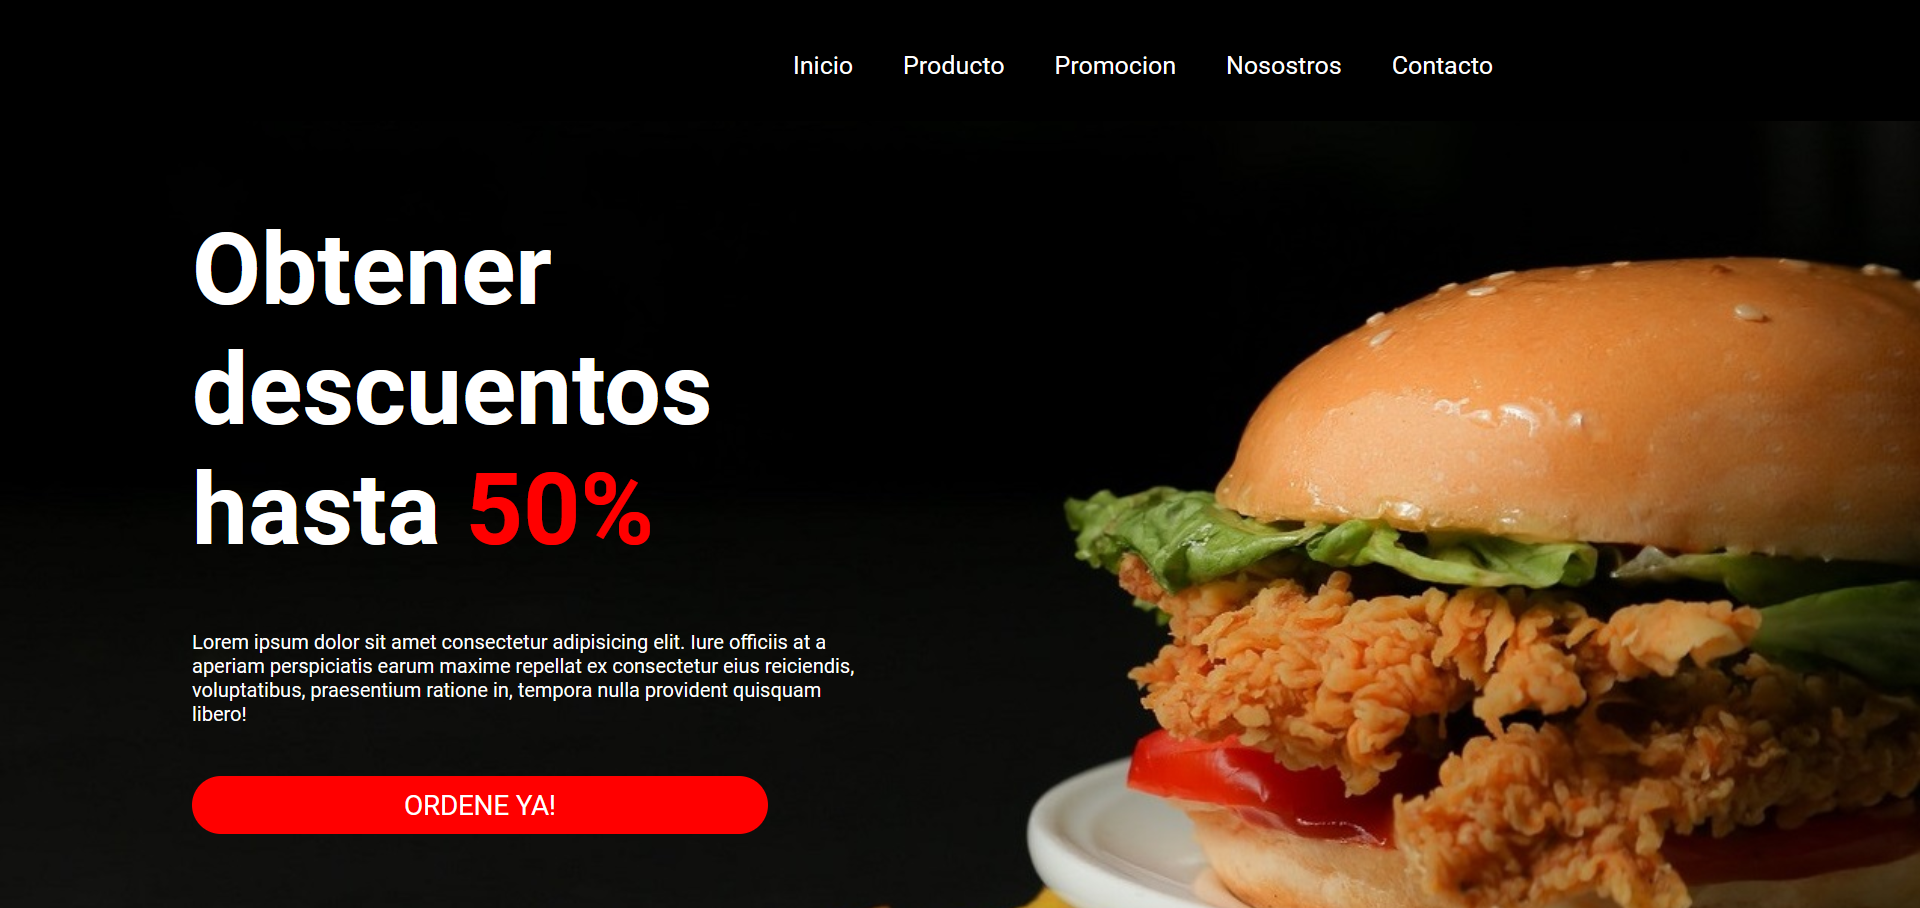 Inicio Producto Promocion Nosostros Contacto
Obtener
descuentos
hasta 50%
Lorem ipsum dolor sit amet consectetur adipisicing elit. Iure officiis at a
aperiam perspiciatis earum maxime repellat ex consectetur eius reiciendis,
voluptatibus, praesentium ratione in, tempora nulla provident quisquam
libero!
ORDENE YA!